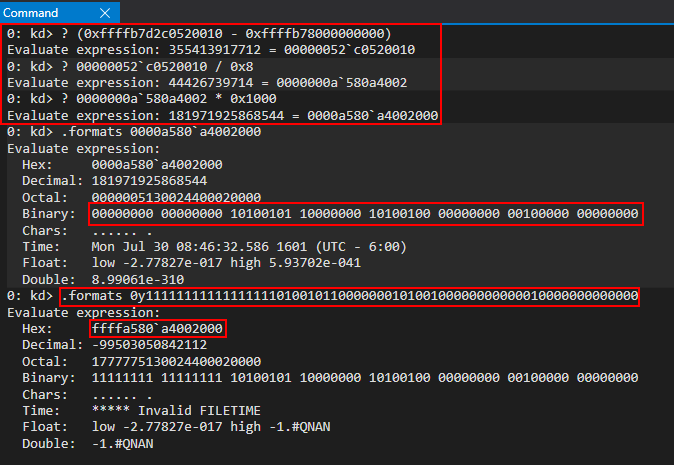 Command
0: kd> ? (0xffffb7d2c0520010 - 0xffffb78000000000)
Evaluate expression: 355413917712 = 00000052`c0520010
0: kd> ? 00000052`c0520010 / 0x8
Evaluate expression: 44426739714 = 0000000a`580a4002
0: kd> ? 0000000a`580a4002 * 0x1000
Evaluate expression: 181971925868544 = 0000a580`a4002000
0: kd> .formats 0000a580`a4002000
Evaluate expression:
Hex: 0000a580`a4002000
Decimal: 181971925868544
Octal: 0000005130024400020000
Binary: 00000000 00000000 10100101 10000000 10100100 00000000 00100000 00000000
Chars: ...... .
Time: Mon Jul 30 08:46:32.586 1601 (UTC - 6:00)
Float: low -2.77827e-017 high 5.93702e-041
Double: 8.99061e-310
0: kd> .formats 0y1111111111111111101001011000000010100100000000000010000000000000
Evaluate expression:
Hex: ffffa580`a4002000
Decimal: -99503050842112
Octal: 1777775130024400020000
Binary: 11111111 11111111 10100101 10000000 10100100 00000000 00100000 00000000
Chars: ...... .
Time: ***** Invalid FILETIME
Float: low -2.77827e-017 high -1.#QNAN
Double: -1.#QNAN